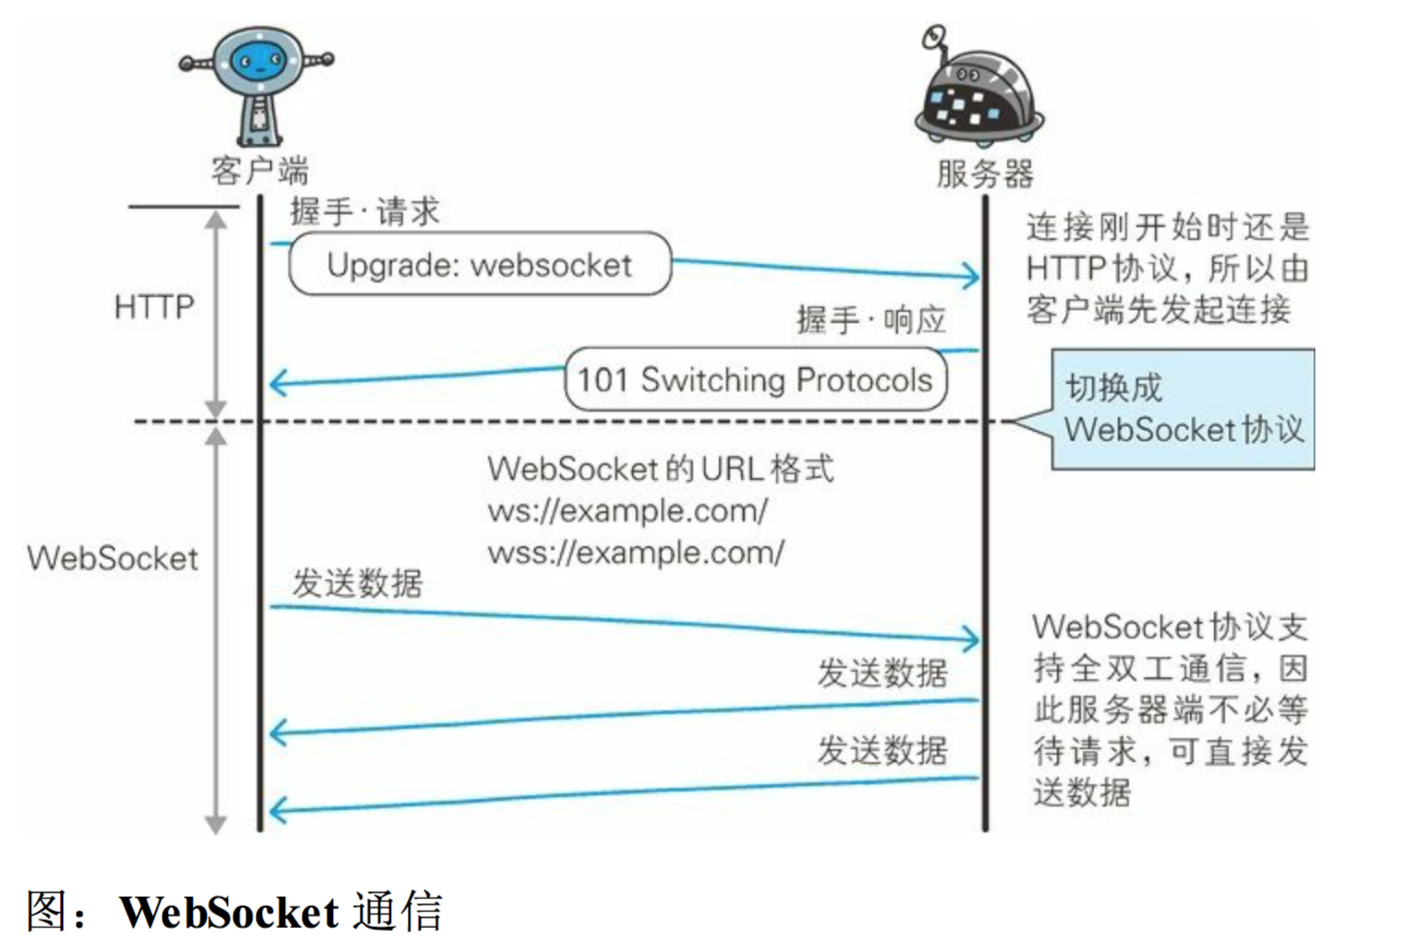 客户端
服务器
握手·请求
Upgrade: websocket
连接刚开始时还是
HTTP协议，所以由
客户端先发起连接
HTTP
握手·响应
101 Switching Protocols
切换成
WebSocket协议
WebSocket的URL格式
ws://example.com/
wss://example.com/
WebSocket
发送数据
发送数据
发送数据
WebSocket协议支
持全双工通信，因
此服务器端不必等
待请求，可直接发
送数据
图：WebSocket 通信